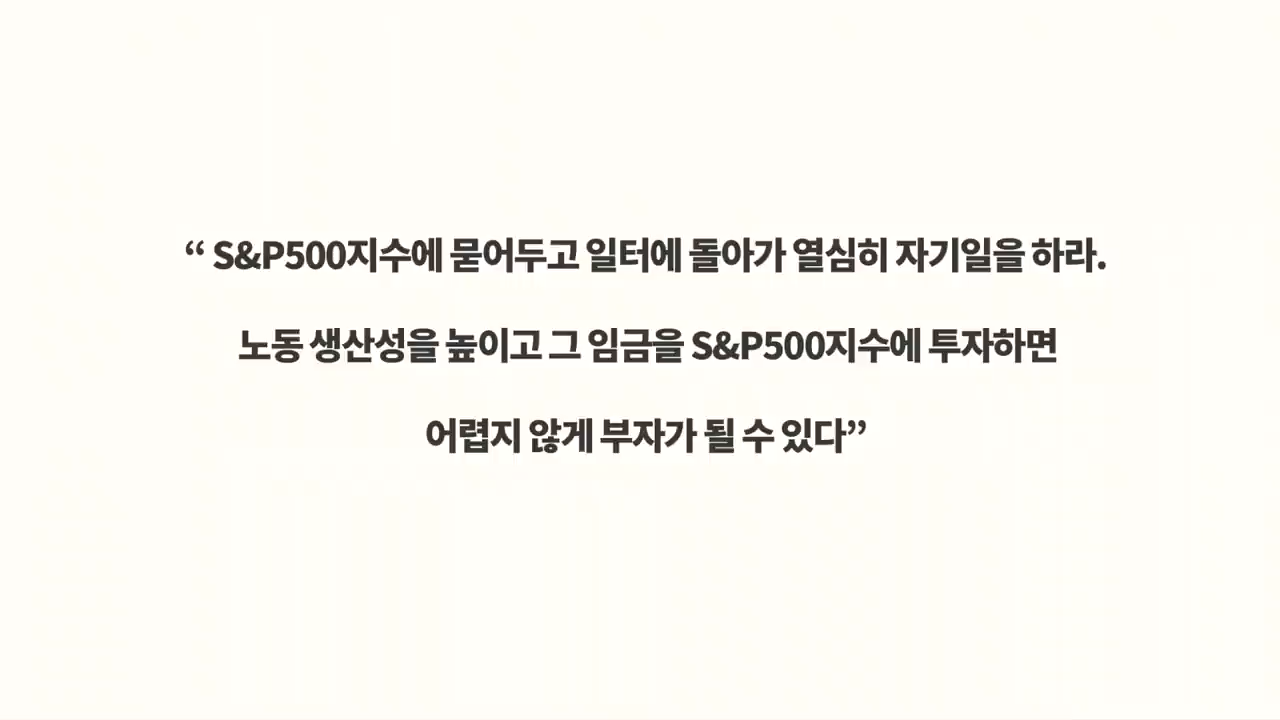 “ S&P500지수에 묻어두고 일터에 돌아가 열심히 자기일을 하라.
노동 생산성을 높이고 그 임금을 S&P500지수에 투자하면
어렵지 않게 부자가 될 수 있다”